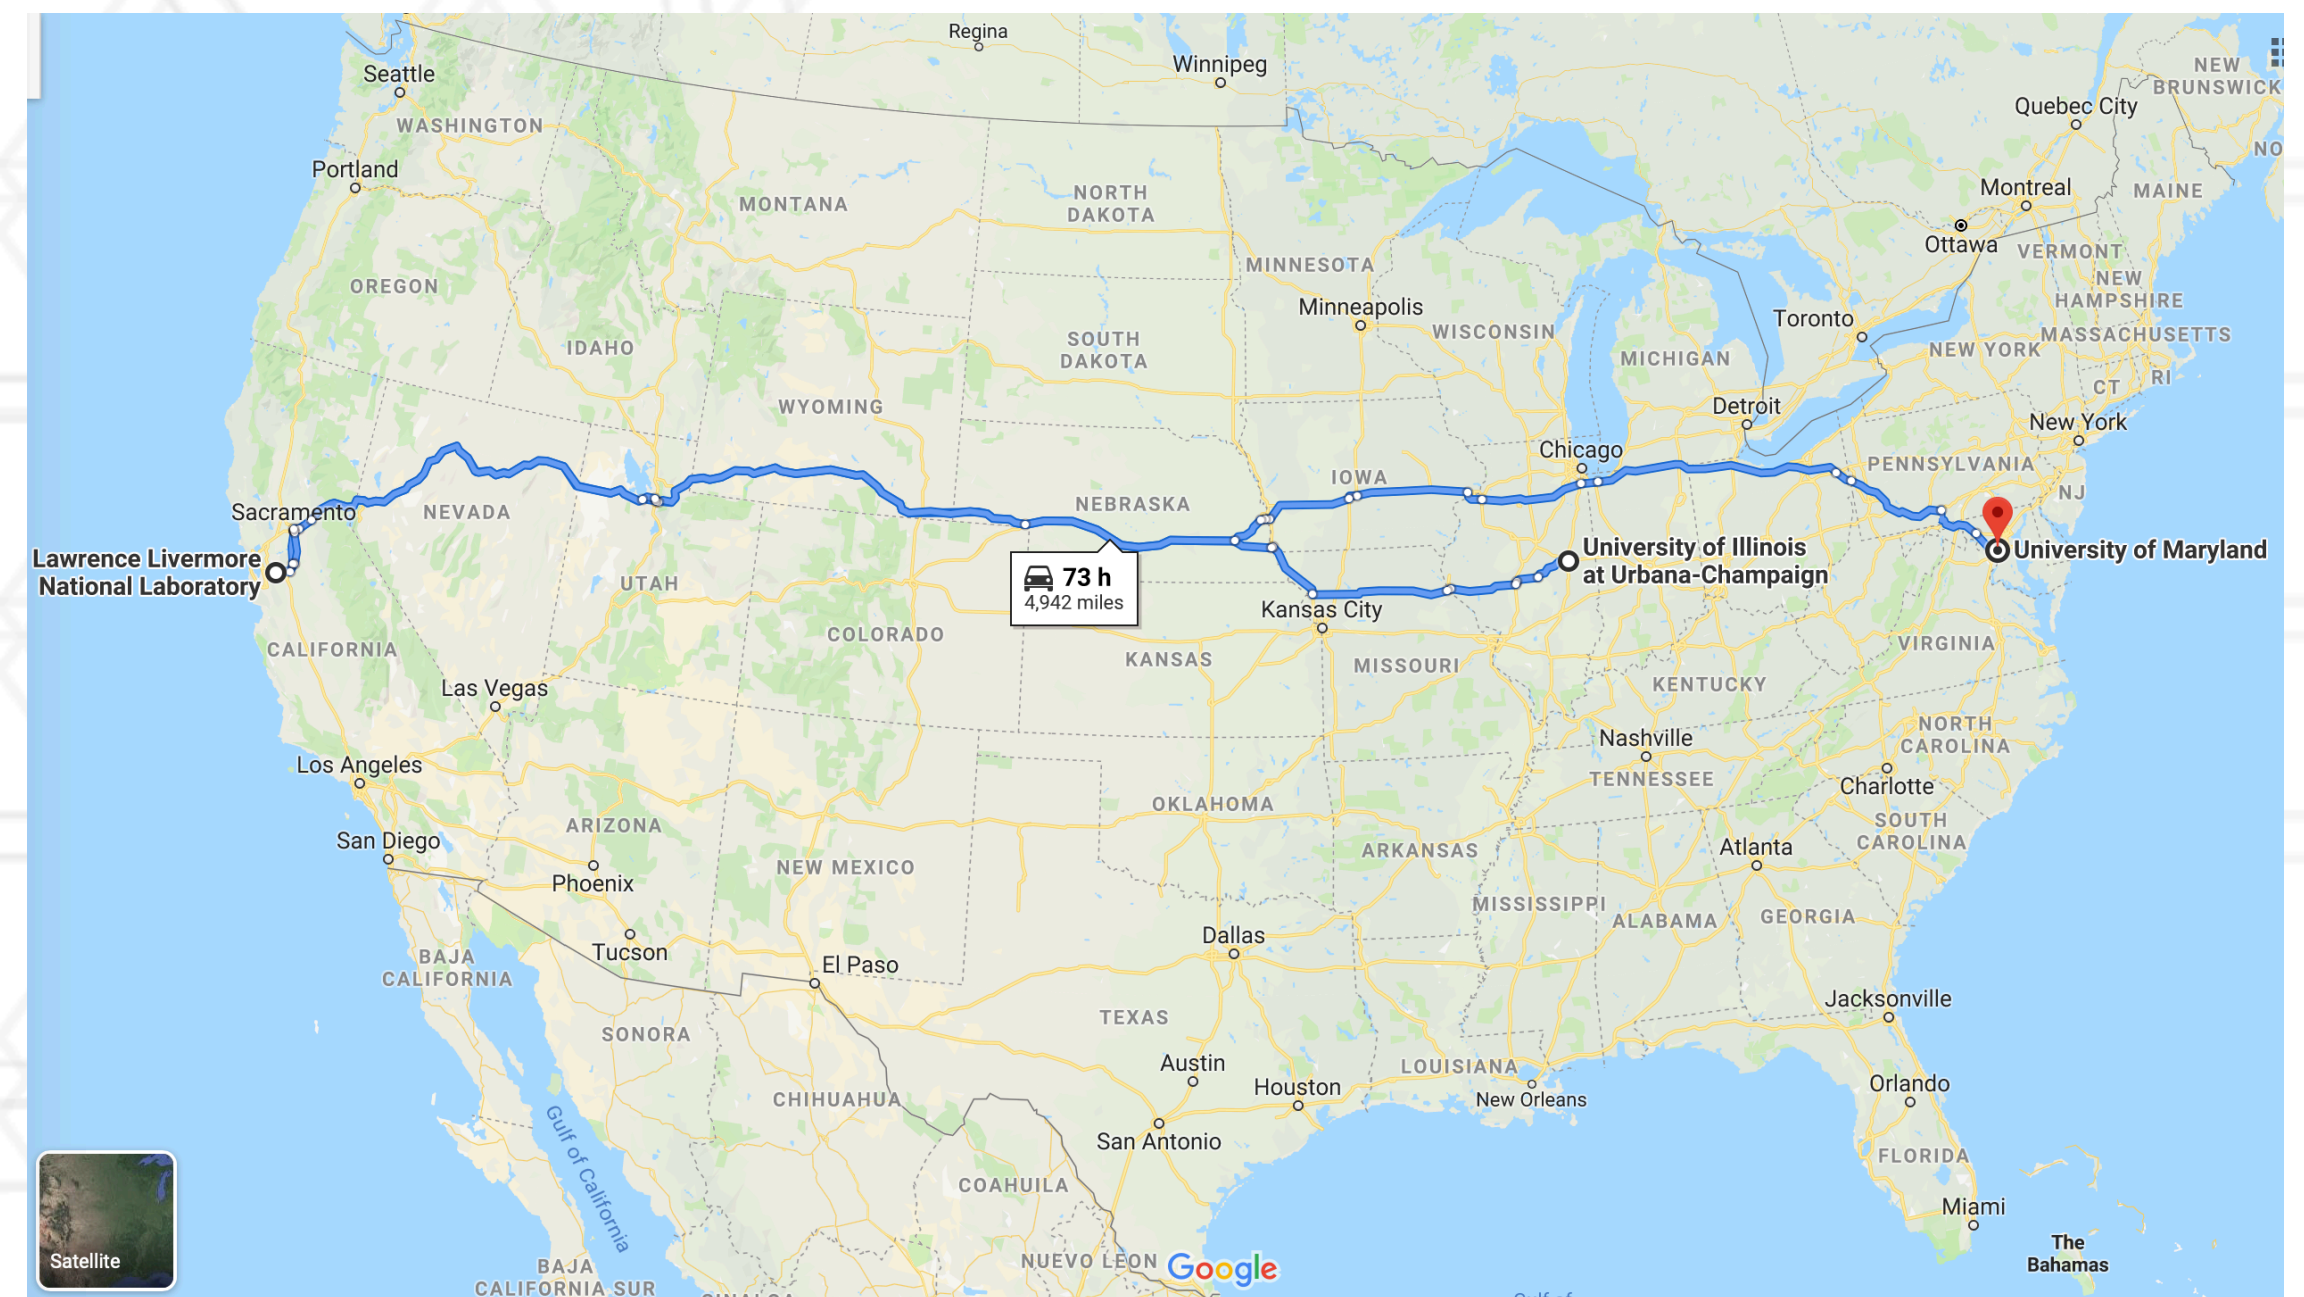 Regina
Winnipeg
Seattle
WASHINGTON
Portland
MONTANA
NORTH
DAKOTA
NEW
BRUNSWICK
Quebec City
NO
Montreal
MAINE
Ottawa
VERMONT
NEW
HAMPSHIRE
MINNESOTA
OREGON
Minneapolis
WISCONSIN
Toronto
MASSACHUSETTS
NEW YORK
IDAHO
SOUTH
DAKOTA
MICHIGAN
CT
RI
WYOMING
Detroit
New York
Chicago
PENNSYLVANIA
IOWA
NJ
Sacramento
NEVADA
NEBRASKA
Lawrence Livermore
National Laboratory
UTAH
73 h
4,942 miles
University of Illinois
at Urbana-Champaign
University of Maryland
Kansas City
COLORADO
CALIFORNIA
KANSAS
MISSOURI
VIRGINIA
Las Vegas
KENTUCKY
NORTH
CAROLINA
Nashville
TENNESSEE
Los Angeles
Charlotte
OKLAHOMA
ARIZONA
SOUTH
CAROLINA
San Diego
NEW MEXICO
ARKANSAS
Atlanta
Phoenix
MISSISSIPPI
ALABAMA
GEORGIA
Tucson
Dallas
BAJA
CALIFORNIA
El Paso
Jacksonville
SONORA
TEXAS
Austin
LOUISIANA
Houston
New Orleans
Orlando
CHIHUAHUA
Gulf of California
San Antonio
FLORIDA
COAHUILA
Miami
The
Bahamas
Satellite
BAJA
CALIFORNIA SUR
NUEVO LEON
Google